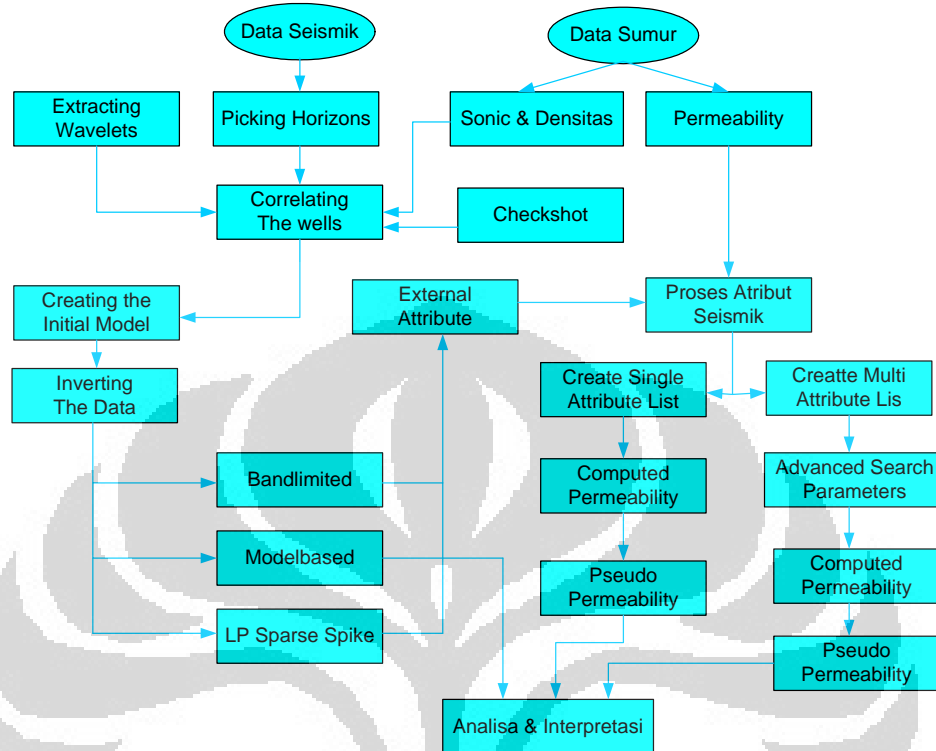 Data Seismik
Data Sumur
Extracting
Wavelets
Picking Horizons
Sonic & Densitas
Permeability
Correlating
The wells
Checkshot
Creating the
Initial Model
External
Attribute
Proses Atribut
Seismik
Inverting
The Data
Create Single
Attribute List
Creatte Multi
Attribute Lis
Bandlimited
Computed
Permeability
Advanced Search
Parameters
Modelbased
Pseudo
Permeability
Computed
Permeability
LP Sparse Spike
Pseudo
Permeability
Analisa & Interpretasi